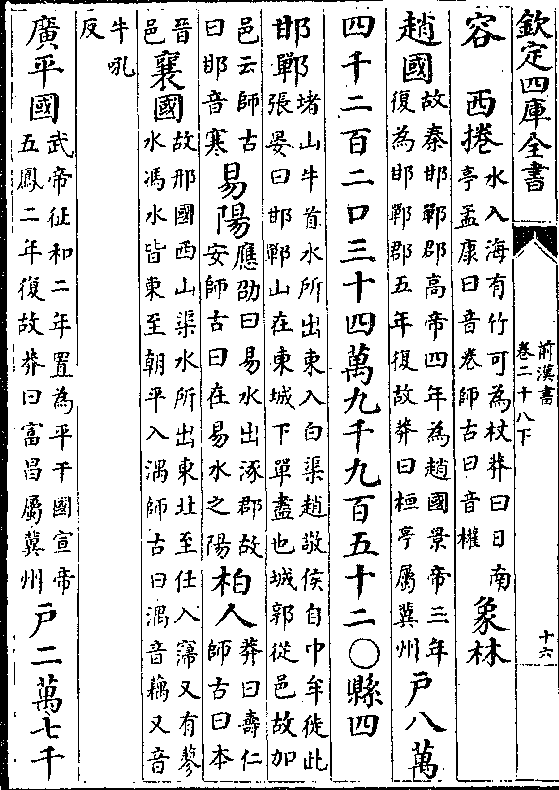 欽定四庫全書
前漢書
卷二十八下
十六
容 西捲水入海有竹可為杖莽曰日南
亭孟康曰音卷師古曰音權 象林
趙國故秦邯鄲郡高帝四年為趙國景帝三年
復為邯鄲郡五年復故莽曰桓亭屬冀州 戶八萬
四千二百二口三十四萬九千九百五十二○縣四
邯鄲堵山牛首水所出東入白渠趙敬侯自中牟徙此
張晏曰邯鄲山在東城下單盡也城郭從邑故加
邑云師古
曰邯音寒 易陽應劭曰易水出涿郡故
安師古曰在易水之陽 柏人莽曰壽仁
師古曰本
晉
邑 襄國故邢國西山渠水所出東北至任入㵐又有蓼
水馮水皆東至朝平入湡師古曰湡音藕又音
牛吼
反
廣平國武帝征和二年置為平干國宣帝
五鳳二年復故莽曰富昌屬冀州 戶二萬七千